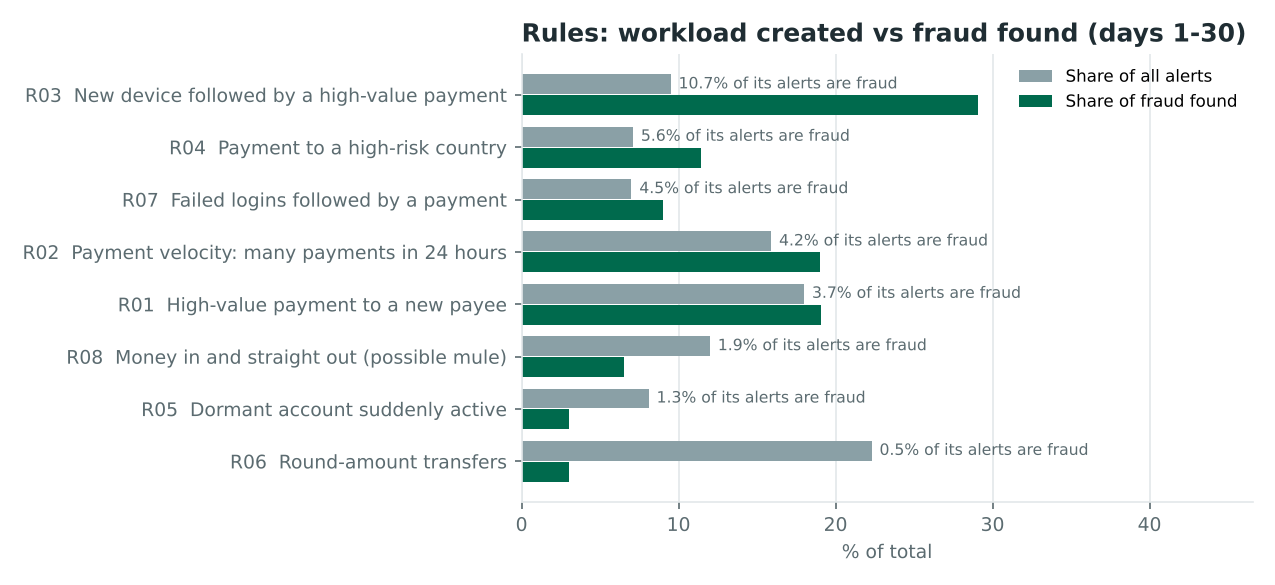 Rules: workload created vs fraud found (days 1-30)
Share of all alerts
Share of fraud found
R03  New device followed by a high-value payment
10.7% of its alerts are fraud
R04  Payment to a high-risk country
5.6% of its alerts are fraud
R07  Failed logins followed by a payment
4.5% of its alerts are fraud
R02  Payment velocity: many payments in 24 hours
4.2% of its alerts are fraud
R01  High-value payment to a new payee
3.7% of its alerts are fraud
R08  Money in and straight out (possible mule)
1.9% of its alerts are fraud
R05  Dormant account suddenly active
1.3% of its alerts are fraud
R06  Round-amount transfers
0.5% of its alerts are fraud
0 10 20 30 40
% of total